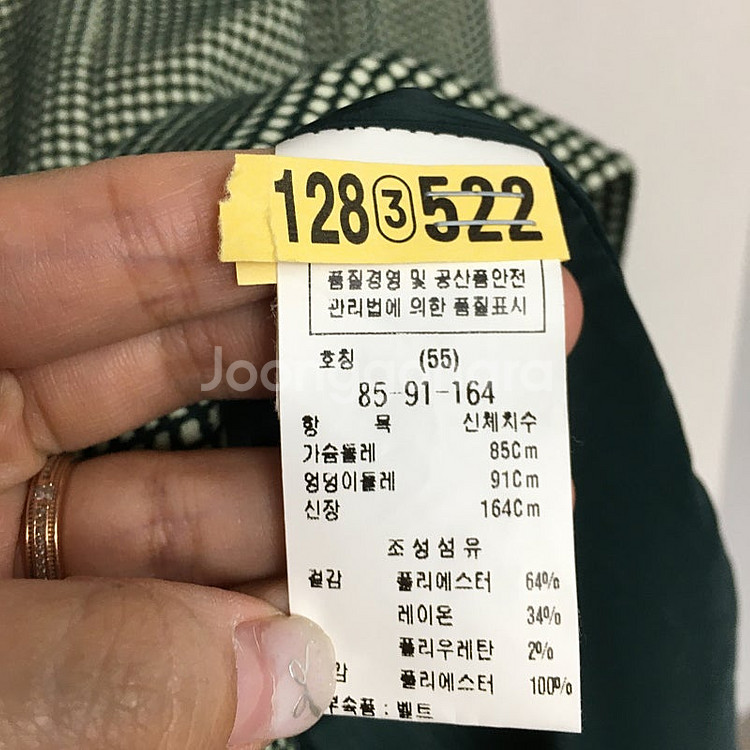 128 3 522
품질경영 및 공산품안전
관리법에 의한 품질표시
호칭 (55)
85-91-164
항 목 신체치수
가슴둘레 85Cm
엉덩이둘레 91Cm
신장 164Cm
조성섬유
겉감 폴리에스터 64%
레이온 34%
폴리우레탄 2%
감 폴리에스터 100%
부속품 : 벨트